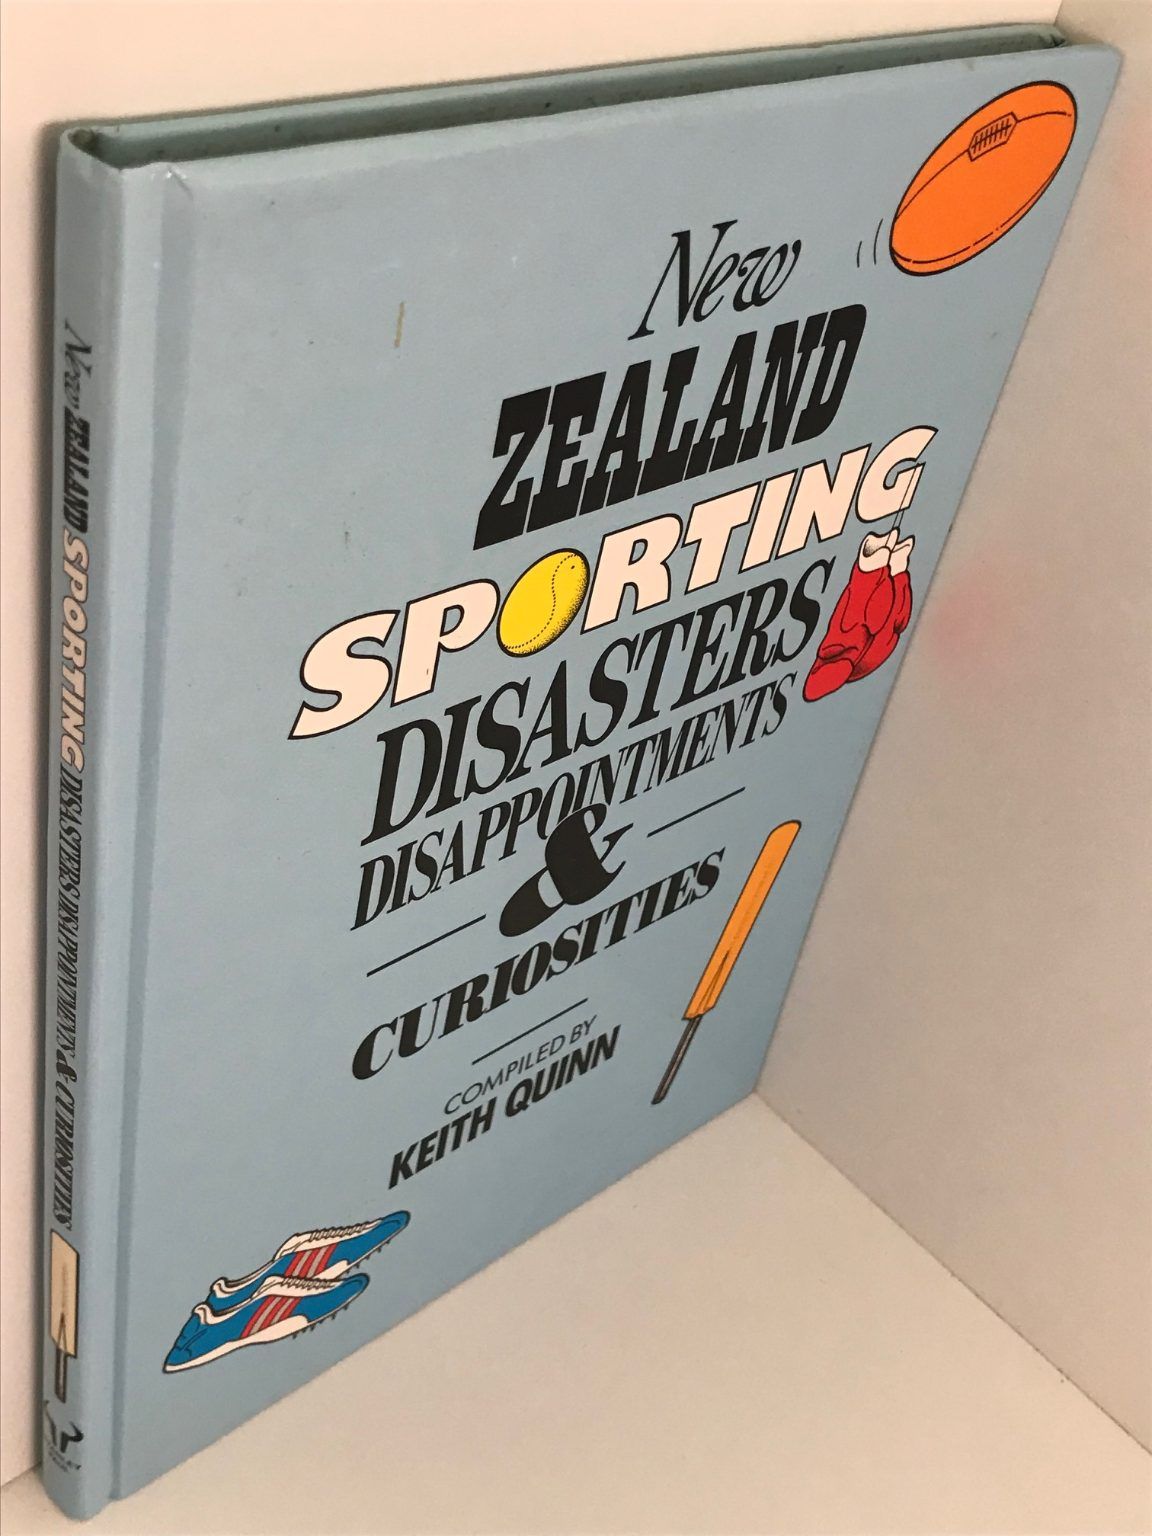 New
ZEALAND
SPORTING
DISASTERS
DISAPPOINTMENTS
&
CURIOSITIES
COMPILED BY
KEITH QUINN
New ZEALAND SPORTING DISASTERS DISAPPOINTMENTS & CURIOSITIES